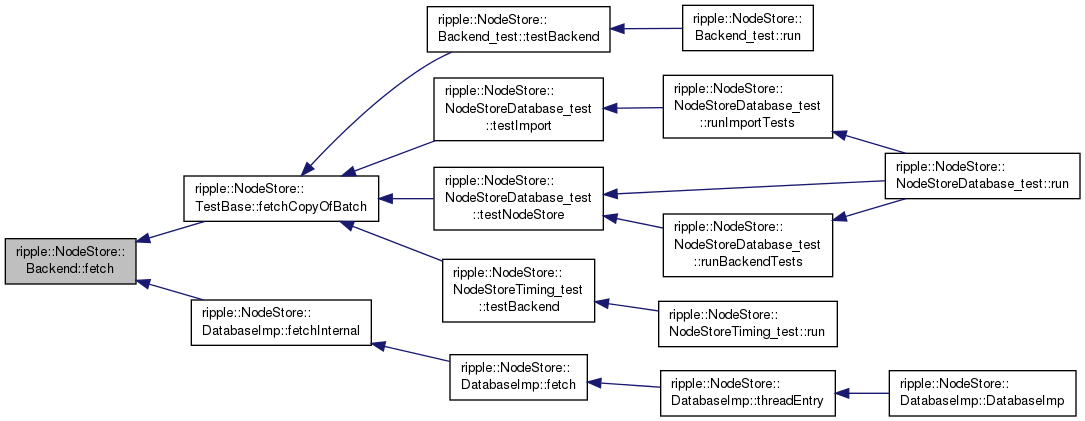 ripple::NodeStore::
Backend_test::testBackend
ripple::NodeStore::
Backend_test::run
ripple::NodeStore::
NodeStoreDatabase_test
::testImport
ripple::NodeStore::
NodeStoreDatabase_test
::runImportTests
ripple::NodeStore::
NodeStoreDatabase_test::run
ripple::NodeStore::
TestBase::fetchCopyOfBatch
ripple::NodeStore::
NodeStoreDatabase_test
::testNodeStore
ripple::NodeStore::
NodeStoreDatabase_test
::runBackendTests
ripple::NodeStore::
Backend::fetch
ripple::NodeStore::
NodeStoreTiming_test
::testBackend
ripple::NodeStore::
NodeStoreTiming_test::run
ripple::NodeStore::
DatabaseImp::fetchInternal
ripple::NodeStore::
DatabaseImp::fetch
ripple::NodeStore::
DatabaseImp::threadEntry
ripple::NodeStore::
DatabaseImp::DatabaseImp